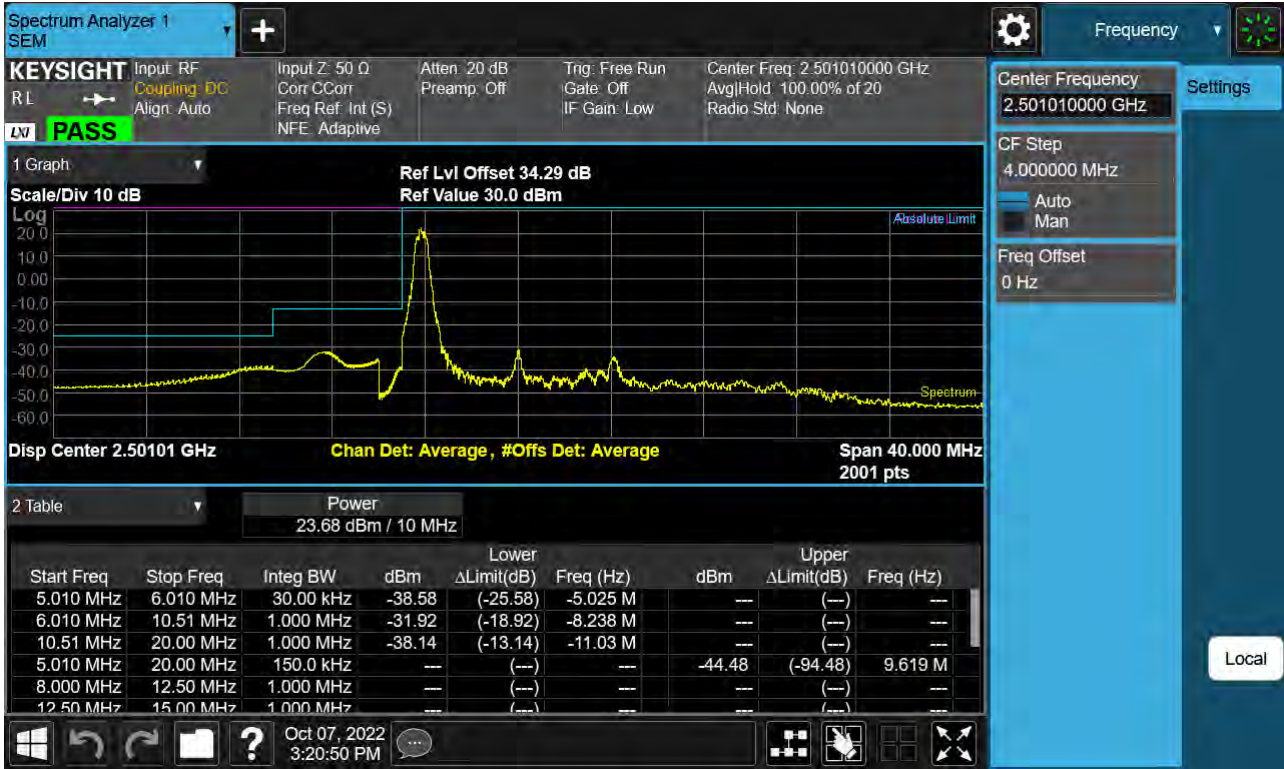 Spectrum Analyzer 1
SEM
+
Frequency
KEYSIGHT
R L
LXI
PASS
Input: RF
Coupling: DC
Align: Auto
Input Z: 50 Ω
Corr CCorr
Freq Ref: Int (S)
NFE: Adaptive
Atten: 20 dB
Preamp: Off
Trig: Free Run
Gate: Off
IF Gain: Low
Center Freq: 2.501010000 GHz
Avg|Hold: 100.00% of 20
Radio Std: None
Center Frequency
2.501010000 GHz
Settings
CF Step
4.000000 MHz
Auto
Man
Freq Offset
0 Hz
1 Graph
Scale/Div 10 dB
Ref Lvl Offset 34.29 dB
Ref Value 30.0 dBm
Log
20.0
10.0
0.00
-10.0
-20.0
-30.0
-40.0
-50.0
-60.0
Absolute Limit
Spectrum
Disp Center 2.50101 GHz
Chan Det: Average, #Offs Det: Average
Span 40.000 MHz
2001 pts
2 Table
Power
23.68 dBm / 10 MHz
Lower Upper
Start Freq Stop Freq Integ BW dBm ΔLimit(dB) Freq (Hz) dBm ΔLimit(dB) Freq (Hz)
5.010 MHz 6.010 MHz 30.00 kHz -38.58 (-25.58) -5.025 M --- (---) ---
6.010 MHz 10.51 MHz 1.000 MHz -31.92 (-18.92) -8.238 M --- (---) ---
10.51 MHz 20.00 MHz 1.000 MHz -38.14 (-13.14) -11.03 M --- (---) ---
5.010 MHz 20.00 MHz 150.0 kHz --- (---) --- -44.48 (-94.48) 9.619 M
8.000 MHz 12.50 MHz 1.000 MHz --- (---) --- --- (---) ---
12.50 MHz 15.00 MHz 1.000 MHz --- (---) --- --- (---) ---
Local
?
Oct 07, 2022
3:20:50 PM